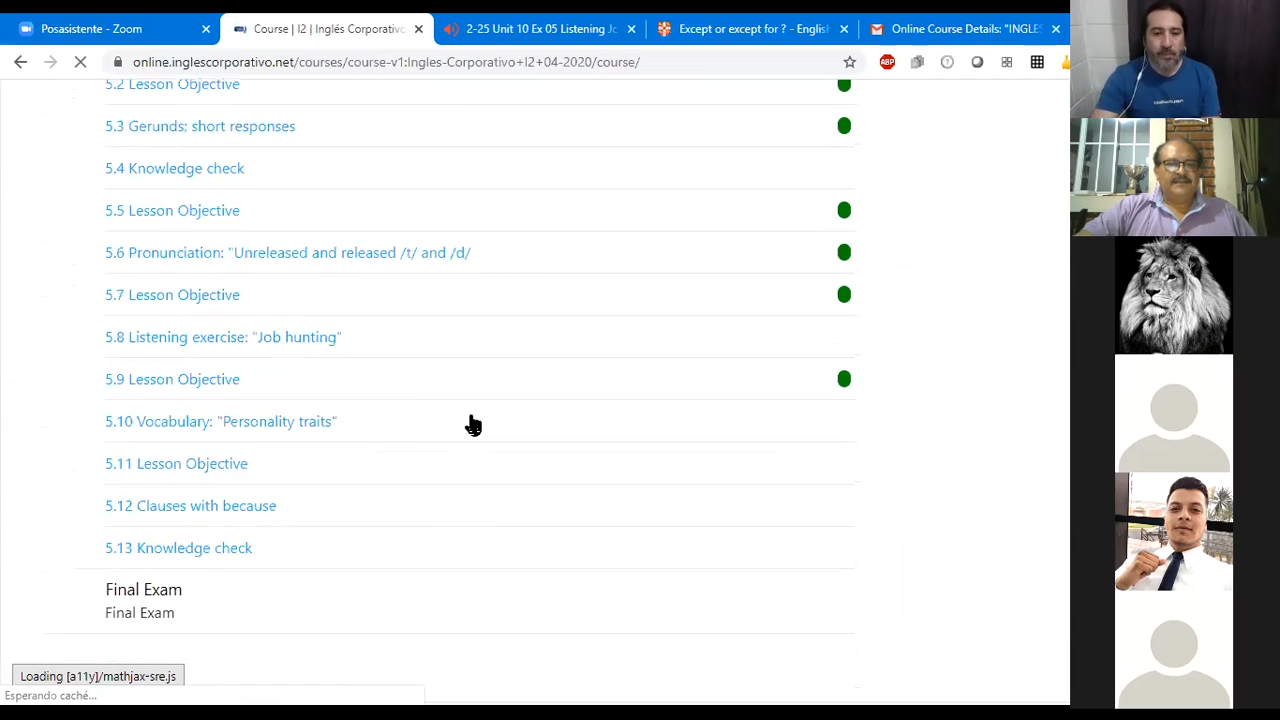 Posasistente - Zoom
Course | I2 | Inglés Corporativo
2-25 Unit 10 Ex 05 Listening Jo
Except or except for ? - English
Online Course Details: "INGLES
online.inglescorporativo.net/courses/course-v1:Ingles-Corporativo+I2+04-2020/course/
ABP
5.2 Lesson Objective
5.3 Gerunds; short responses
5.4 Knowledge check
5.5 Lesson Objective
5.6 Pronunciation: "Unreleased and released /t/ and /d/
5.7 Lesson Objective
5.8 Listening exercise: "Job hunting"
5.9 Lesson Objective
5.10 Vocabulary: "Personality traits"
5.11 Lesson Objective
5.12 Clauses with because
5.13 Knowledge check
Final Exam
Final Exam
Loading [a11y]/mathjax-sre.js
Esperando caché...